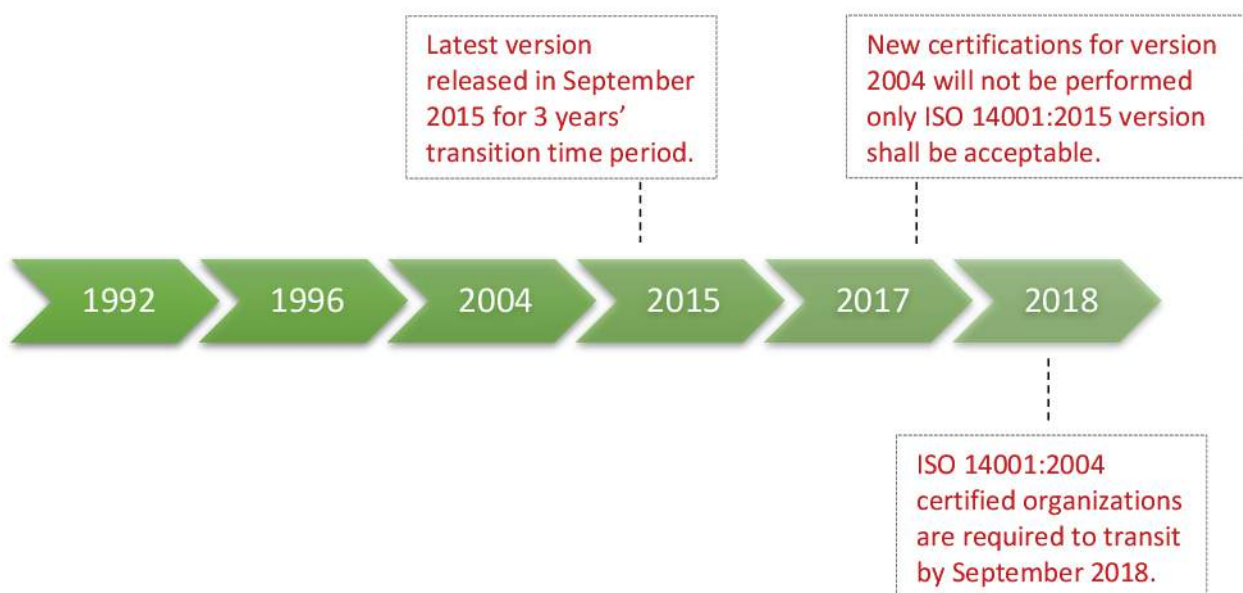 Latest version
released in September
2015 for 3 years’
transition time period.
New certifications for version
2004 will not be performed
only ISO 14001:2015 version
shall be acceptable.
1992
1996
2004
2015
2017
2018
ISO 14001:2004
certified organizations
are required to transit
by September 2018.